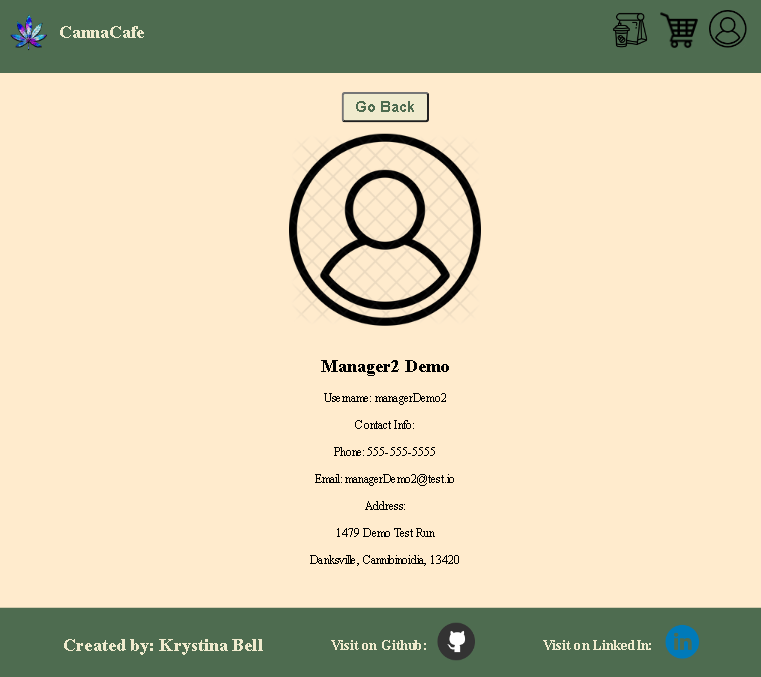 CannaCafe
Go Back
Manager2 Demo
Username: managerDemo2
Contact Info:
Phone: 555-555-5555
Email: managerDemo2@test.io
Address:
1479 Demo Test Run
Danksville, Cannibinoidia, 13420
Created by: Krystina Bell
Visit on Github:
Visit on LinkedIn:
in